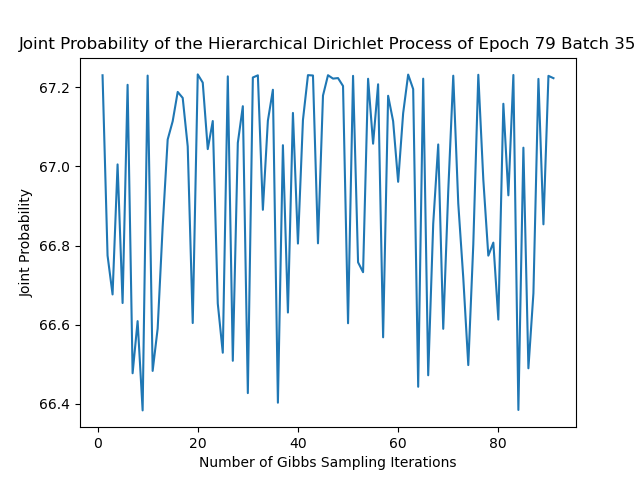 Joint Probability of the Hierarchical Dirichlet Process of Epoch 79 Batch 35
67.2
67.0
66.8
66.6
66.4
Joint Probability
0 20 40 60 80
Number of Gibbs Sampling Iterations